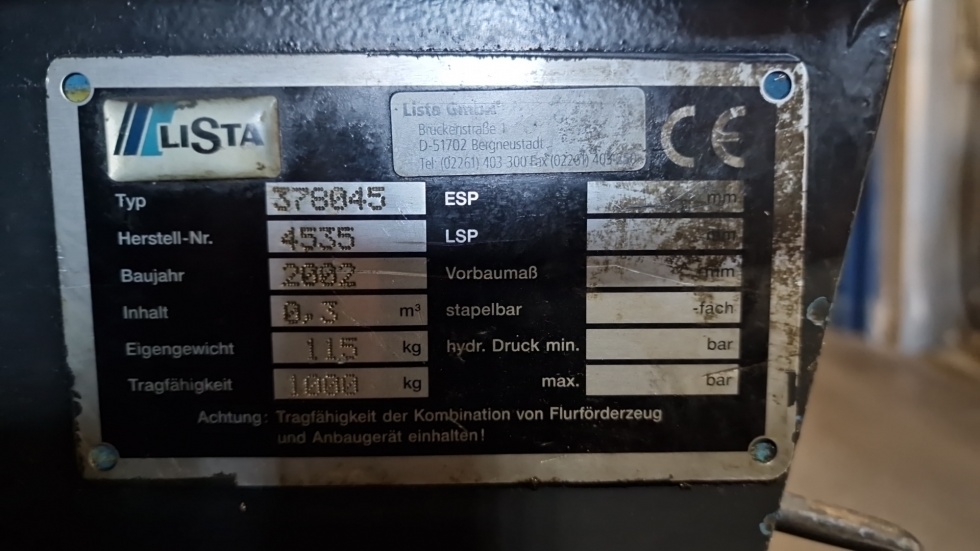 LISTA
Lista GmbH
Brückenstraße 1
D-51702 Bergneustadt
Tel: (02261) 403 300 Fax (02261) 403
CE
Typ 378045 ESP mm
Herstell-Nr. 4535 LSP mm
Baujahr 2002 Vorbaumaß mm
Inhalt 0,3 m³ stapelbar -fach
Eigengewicht 115 kg hydr. Druck min. bar
Tragfähigkeit 1000 kg max. bar
Achtung: Tragfähigkeit der Kombination von Flurförderzeug
und Anbaugerät einhalten!